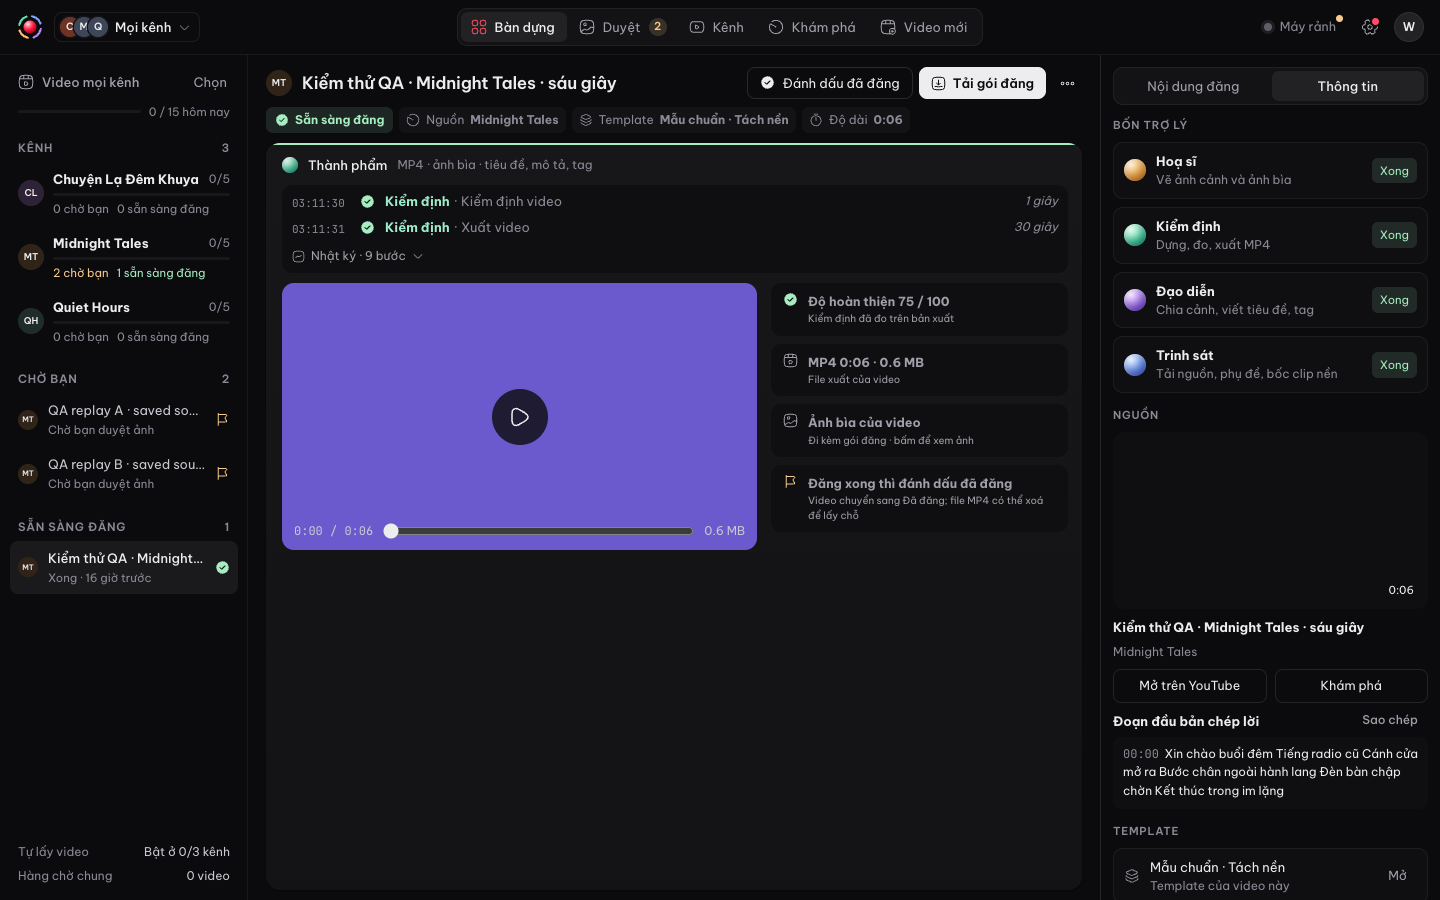 C M Q Mọi kênh
Bàn dựng
Duyệt 2
Kênh
Khám phá
Video mới
Máy rảnh
W
Video mọi kênh Chọn
0 / 15 hôm nay
KÊNH 3
CL Chuyện Lạ Đêm Khuya 0/5
0 chờ bạn 0 sẵn sàng đăng
MT Midnight Tales 0/5
2 chờ bạn 1 sẵn sàng đăng
QH Quiet Hours 0/5
0 chờ bạn 0 sẵn sàng đăng
CHỜ BẠN 2
MT QA replay A · saved so...
Chờ bạn duyệt ảnh
MT QA replay B · saved sou...
Chờ bạn duyệt ảnh
SẴN SÀNG ĐĂNG 1
MT Kiểm thử QA · Midnight...
Xong · 16 giờ trước
Tự lấy video Bật ở 0/3 kênh
Hàng chờ chung 0 video
MT Kiểm thử QA · Midnight Tales · sáu giây
Đánh dấu đã đăng
Tải gói đăng
Sẵn sàng đăng
Nguồn Midnight Tales
Template Mẫu chuẩn · Tách nền
Độ dài 0:06
Thành phẩm MP4 · ảnh bìa · tiêu đề, mô tả, tag
03:11:30 Kiểm định · Kiểm định video 1 giây
03:11:31 Kiểm định · Xuất video 30 giây
Nhật ký · 9 bước
0:00 / 0:06 0.6 MB
Độ hoàn thiện 75 / 100
Kiểm định đã đo trên bản xuất
MP4 0:06 · 0.6 MB
File xuất của video
Ảnh bìa của video
Đi kèm gói đăng · bấm để xem ảnh
Đăng xong thì đánh dấu đã đăng
Video chuyển sang Đã đăng; file MP4 có thể xoá
để lấy chỗ
Nội dung đăng Thông tin
BỐN TRỢ LÝ
Hoạ sĩ
Vẽ ảnh cảnh và ảnh bìa
Xong
Kiểm định
Dựng, đo, xuất MP4
Xong
Đạo diễn
Chia cảnh, viết tiêu đề, tag
Xong
Trinh sát
Tải nguồn, phụ đề, bốc clip nền
Xong
NGUỒN
0:06
Kiểm thử QA · Midnight Tales · sáu giây
Midnight Tales
Mở trên YouTube Khám phá
Đoạn đầu bản chép lời Sao chép
00:00 Xin chào buổi đêm Tiếng radio cũ Cánh cửa
mở ra Bước chân ngoài hành lang Đèn bàn chập
chờn Kết thúc trong im lặng
TEMPLATE
Mẫu chuẩn · Tách nền
Template của video này
Mở